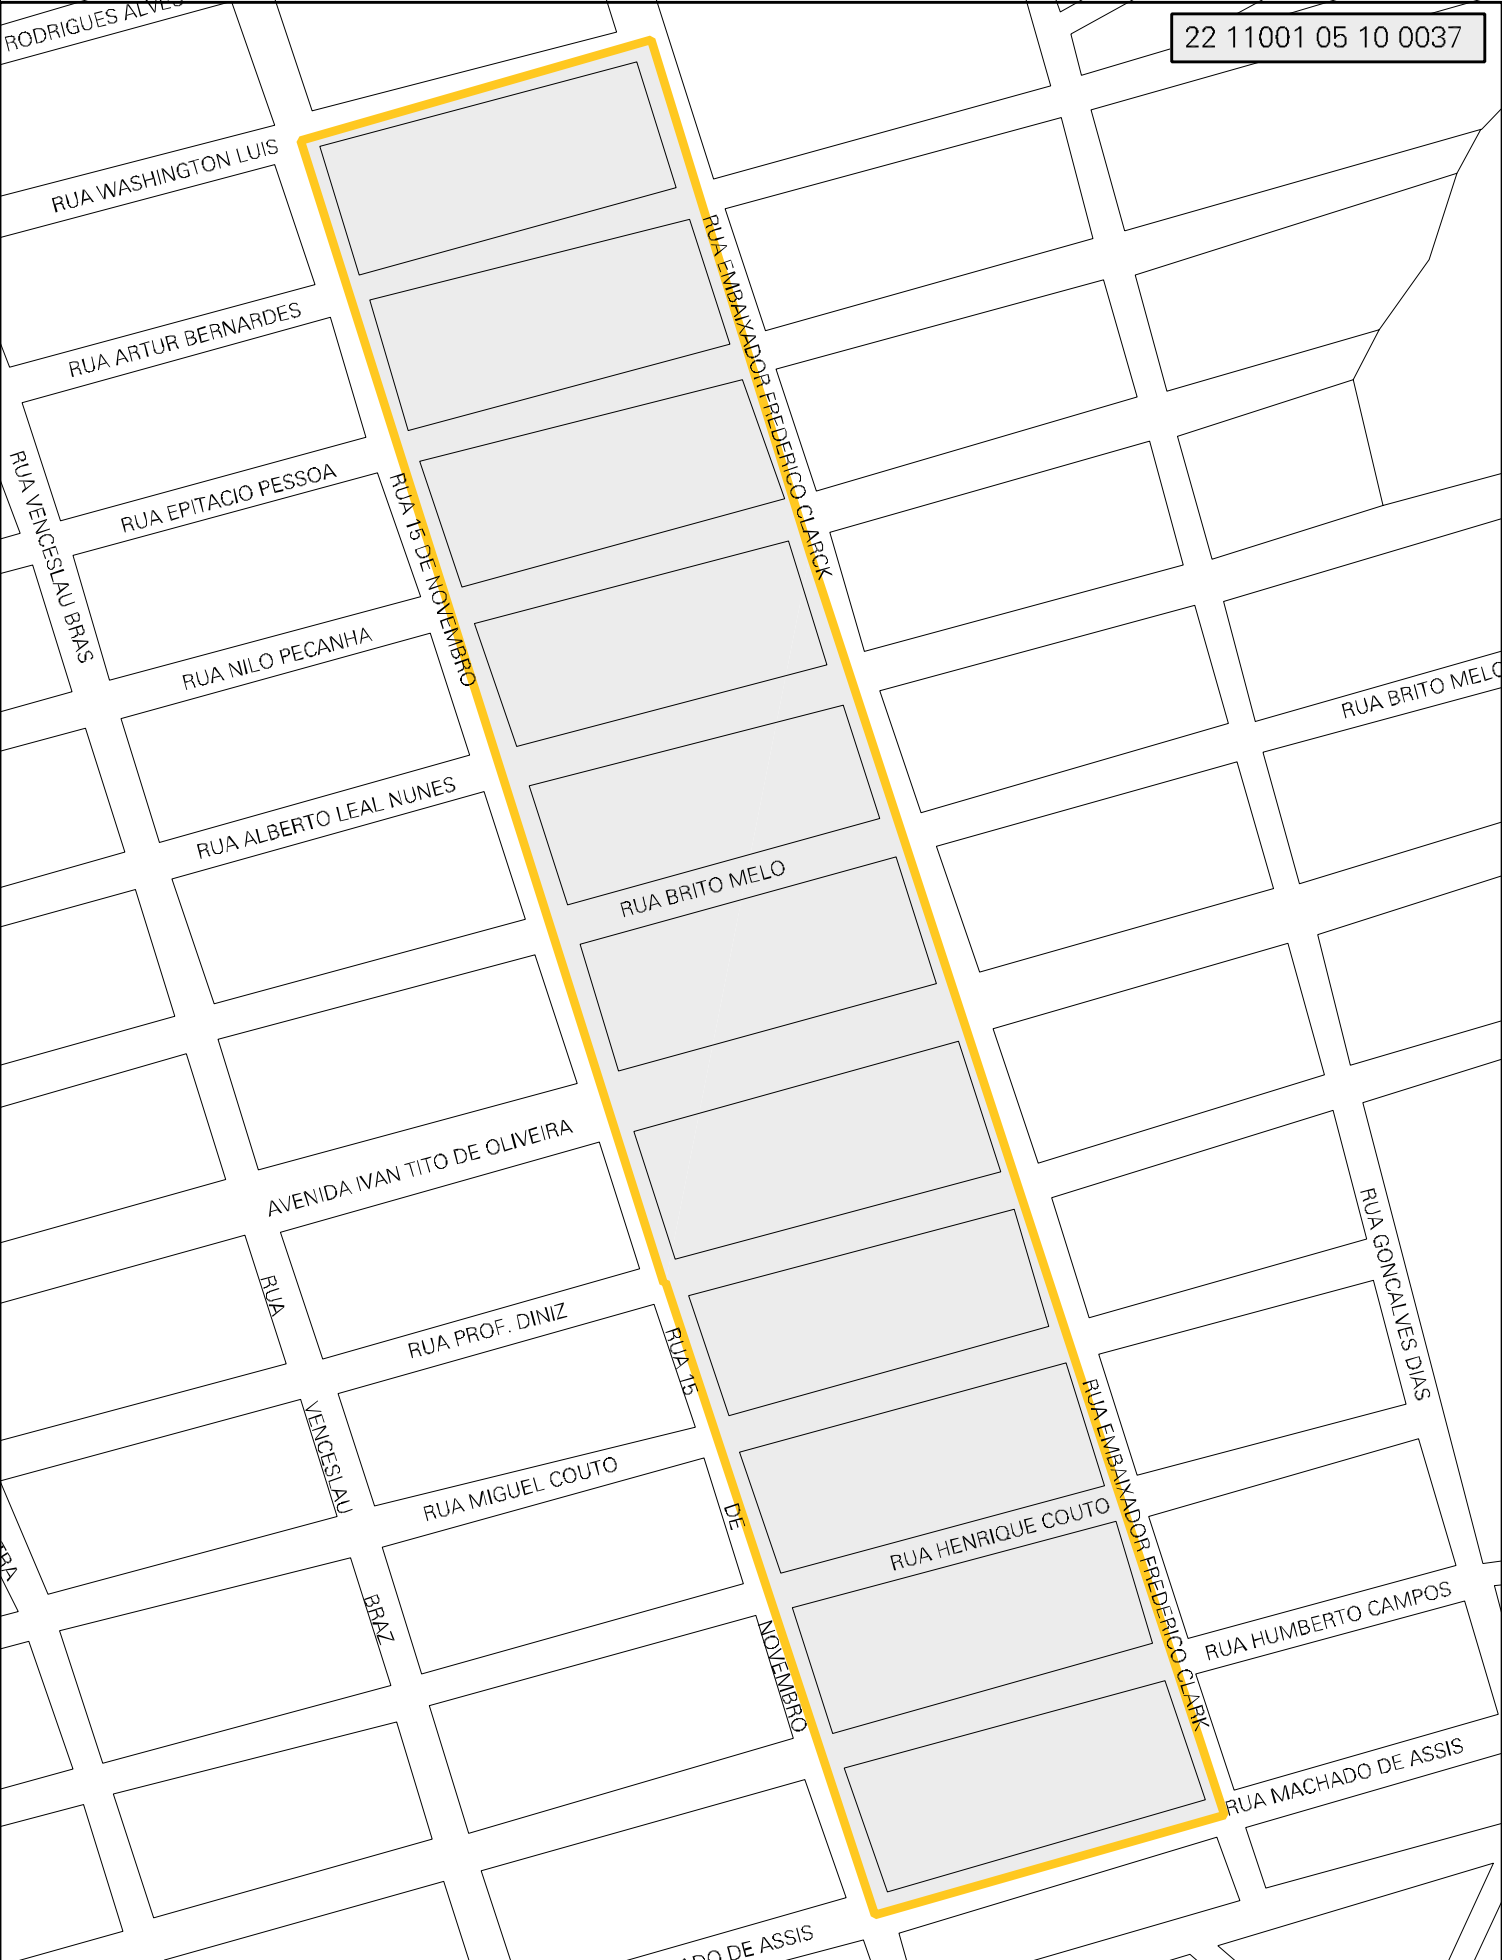 RODRIGUES
22 11001 05 10 0037
RUA WASHINGTON LUIS
RUA ARTUR BERNARDES
RUA EMBAIXADOR FREDERICO CLARCK
RUA VENCESLAU BRAS
RUA EPITACIO PESSOA
RUA 15 DE NOVEMBRO
RUA NILO PECANHA
RUA BRITO MELO
RUA ALBERTO LEAL NUNES
RUA BRITO MELO
AVENIDA IVAN TITO DE OLIVEIRA
RUA GONCALVES DIAS
RUA
VENCESLAU
BRAZ
RUA PROF. DINIZ
RUA 15
DE
NOVEMBRO
RUA EMBAIXADOR FREDERICO CLARK
RUA MIGUEL COUTO
RUA HENRIQUE COUTO
TRA
RUA HUMBERTO CAMPOS
RUA MACHADO DE ASSIS
DO DE ASSIS